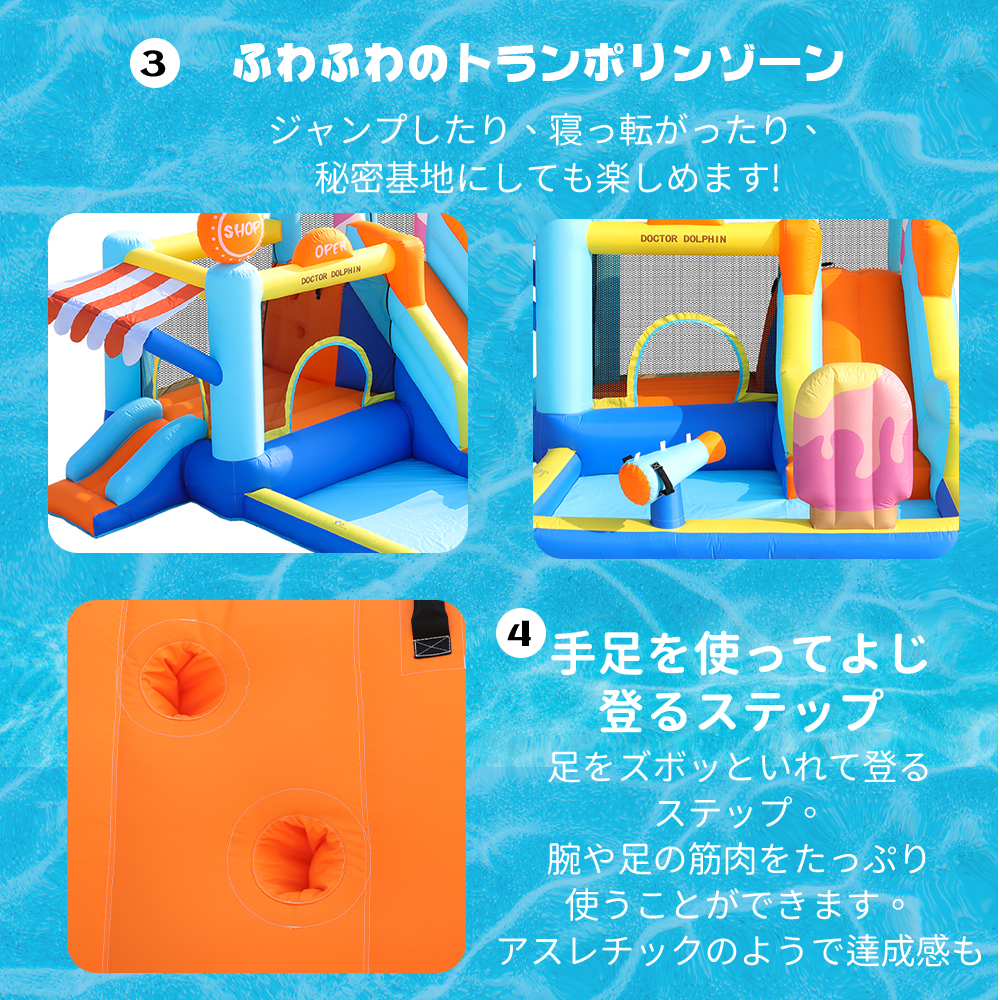 3 ふわふわのトランポリンゾーン
ジャンプしたり、寝っ転がったり、
秘密基地にしても楽しめます!
SHOP
OPEN
DOCTOR DOLPHIN
DOCTOR DOLPHIN
4 手足を使ってよじ
登るステップ
足をズボッといれて登る
ステップ。
腕や足の筋肉をたっぷり
使うことができます。
アスレチックのようで達成感も